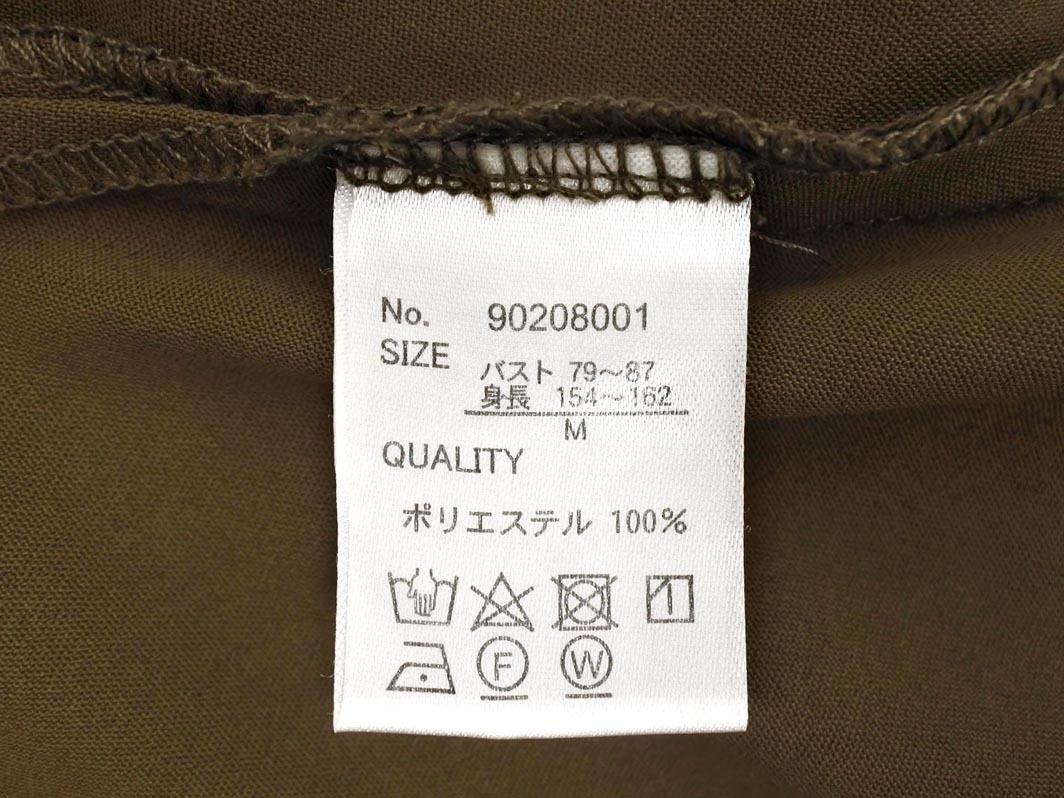 No. 90208001
SIZE バスト 79～87
身長 154～162
M
QUALITY
ポリエステル 100%
F W